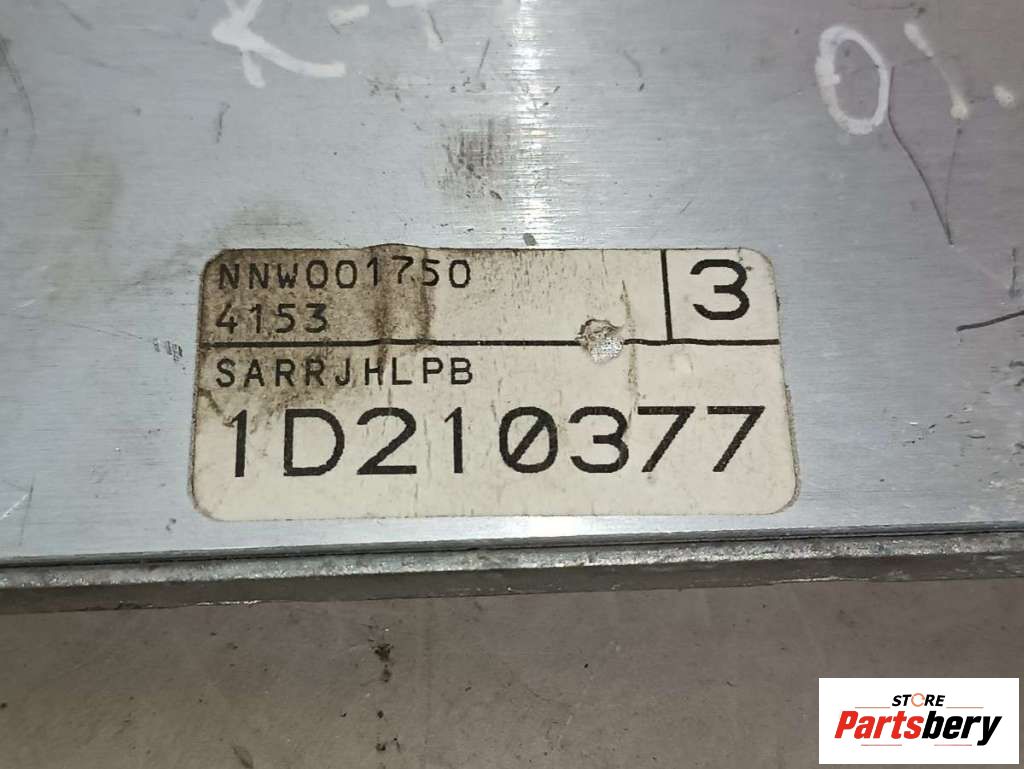 NNW001750
3
4153
SARRJHLPB
1D210377
STORE
Partsbery